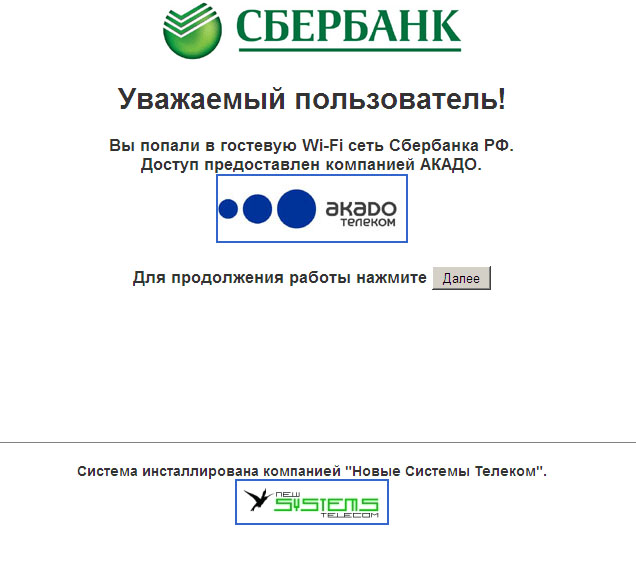 СБЕРБАНК
Уважаемый пользователь!
Вы попали в гостевую Wi-Fi сеть Сбербанка РФ.
Доступ предоставлен компанией АКАДО.
акадо
телеком
Для продолжения работы нажмите Далее
Система инсталлирована компанией "Новые Системы Телеком".
NEW
SYSTEMS
TELECOM